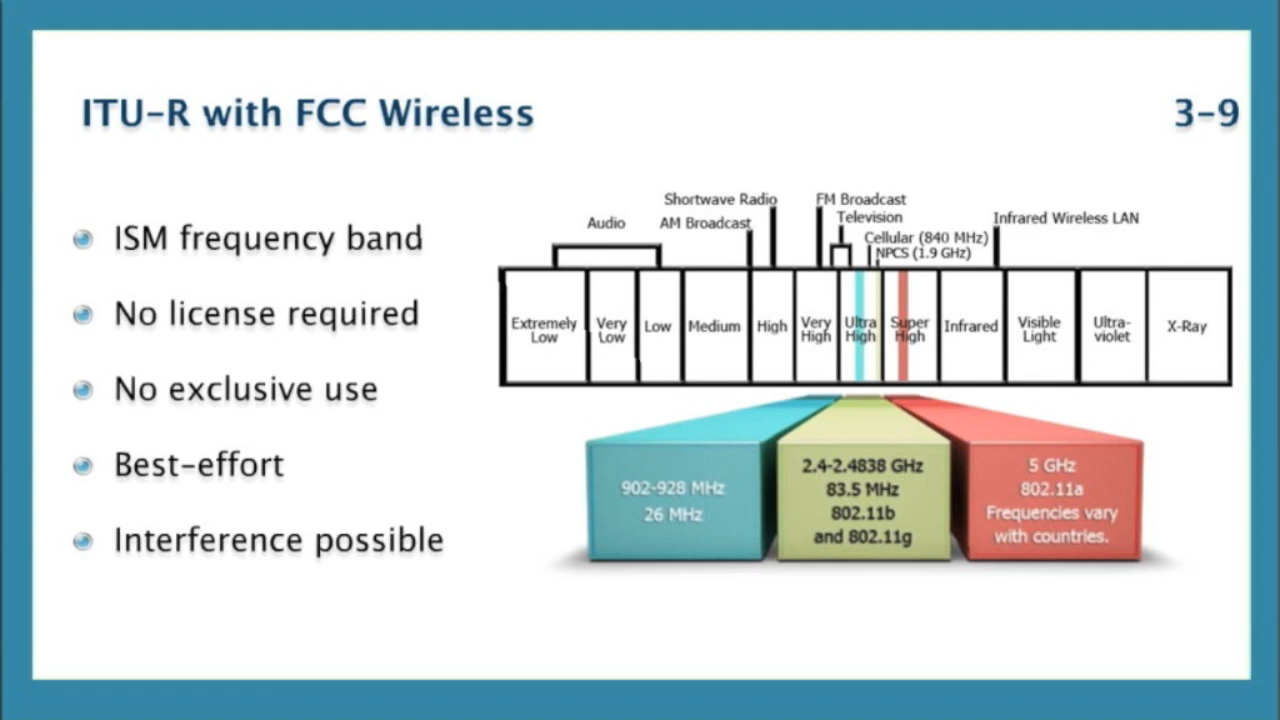 ITU-R with FCC Wireless
3-9
ISM frequency band
No license required
No exclusive use
Best-effort
Interference possible
Shortwave Radio
FM Broadcast
Audio
AM Broadcast
Television
Infrared Wireless LAN
Cellular (840 MHz)
NPCS (1.9 GHz)
Extremely
Low
Very
Low
Low
Medium
High
Very
High
Ultra
High
Super
High
Infrared
Visible
Light
Ultra-
violet
X-Ray
902-928 MHz
26 MHz
2.4-2.4838 GHz
83.5 MHz
802.11b
and 802.11g
5 GHz
802.11a
Frequencies vary
with countries.